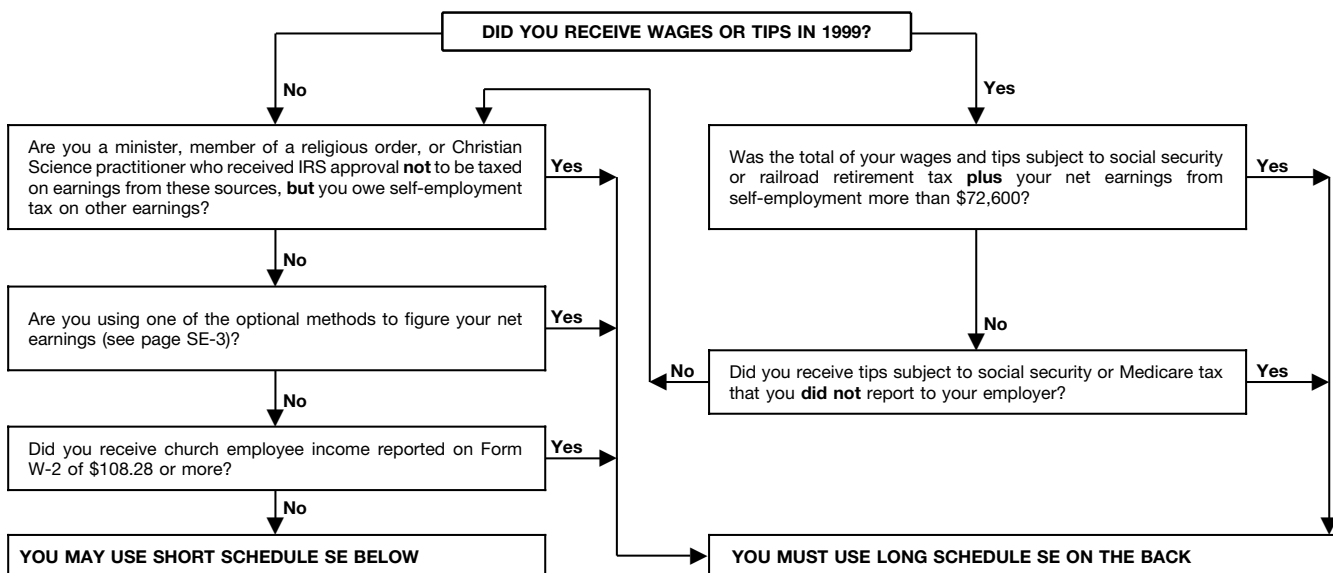 DID YOU RECEIVE WAGES OR TIPS IN 1999?
No
Yes
Are you a minister, member of a religious order, or Christian
Science practitioner who received IRS approval not to be taxed
on earnings from these sources, but you owe self-employment
tax on other earnings?
Yes
Was the total of your wages and tips subject to social security
or railroad retirement tax plus your net earnings from
self-employment more than $72,600?
Yes
No
Are you using one of the optional methods to figure your net
earnings (see page SE-3)?
Yes
No
No
Did you receive tips subject to social security or Medicare tax
that you did not report to your employer?
Yes
No
Did you receive church employee income reported on Form
W-2 of $108.28 or more?
Yes
No
YOU MAY USE SHORT SCHEDULE SE BELOW
YOU MUST USE LONG SCHEDULE SE ON THE BACK